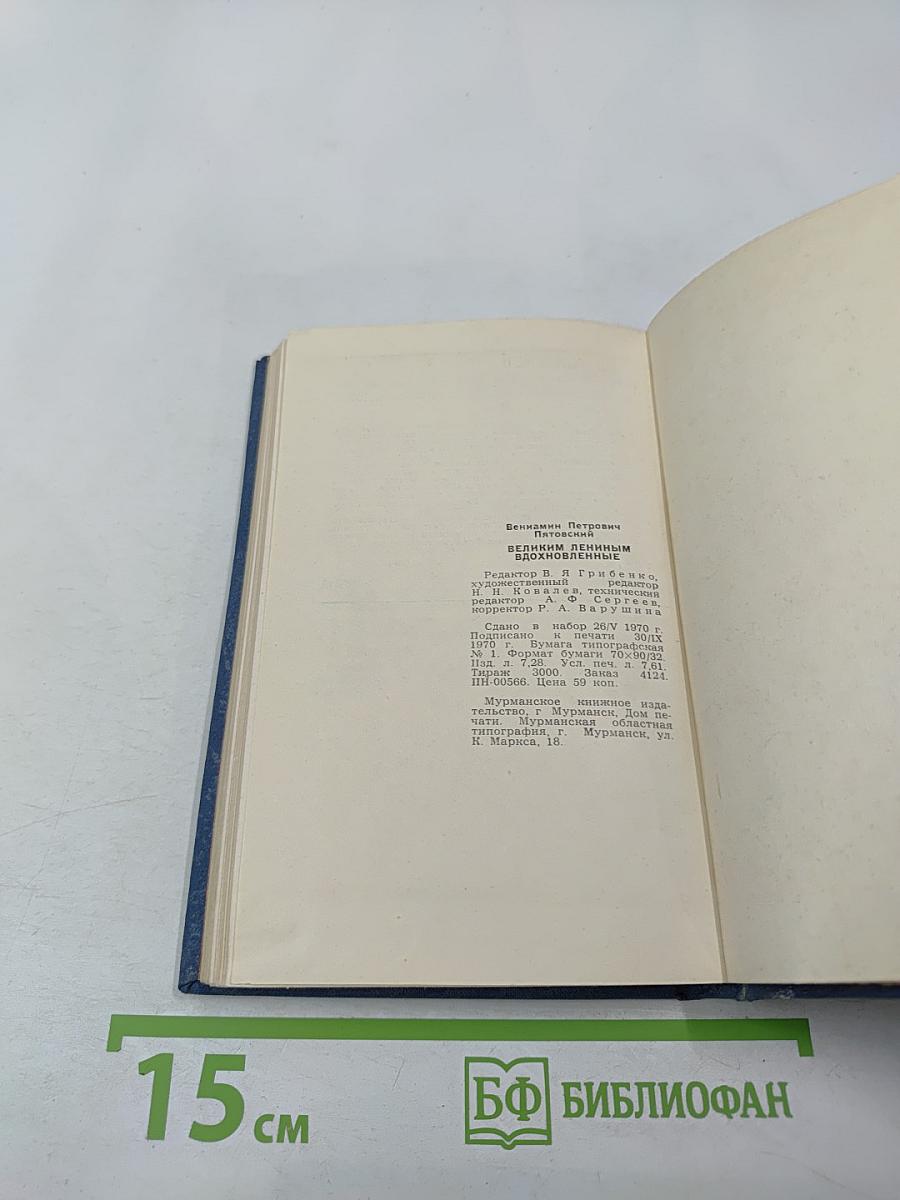 Вениамин Петрович
Пятовский
ВЕЛИКИМ ЛЕНИНЫМ
ВДОХНОВЛЕННЫЕ
Редактор В. Я Грибенко,
художественный редактор
Н. Н. Ковалев, технический
редактор А. Ф Сергеев,
корректор Р. А. Варушина
Сдано в набор 26/V 1970 г.
Подписано к печати 30/IX
1970 г. Бумага типографская
№ 1. Формат бумаги 70×90/32.
Изд. л. 7,28. Усл. печ. л. 7,61.
Тираж 3000. Заказ 4124.
ПН-00566. Цена 59 коп.
Мурманское книжное изда-
тельство, г Мурманск, Дом пе-
чати. Мурманская областная
типография, г. Мурманск, ул.
К. Маркса, 18.
15 см
БФ БИБЛИОФАН